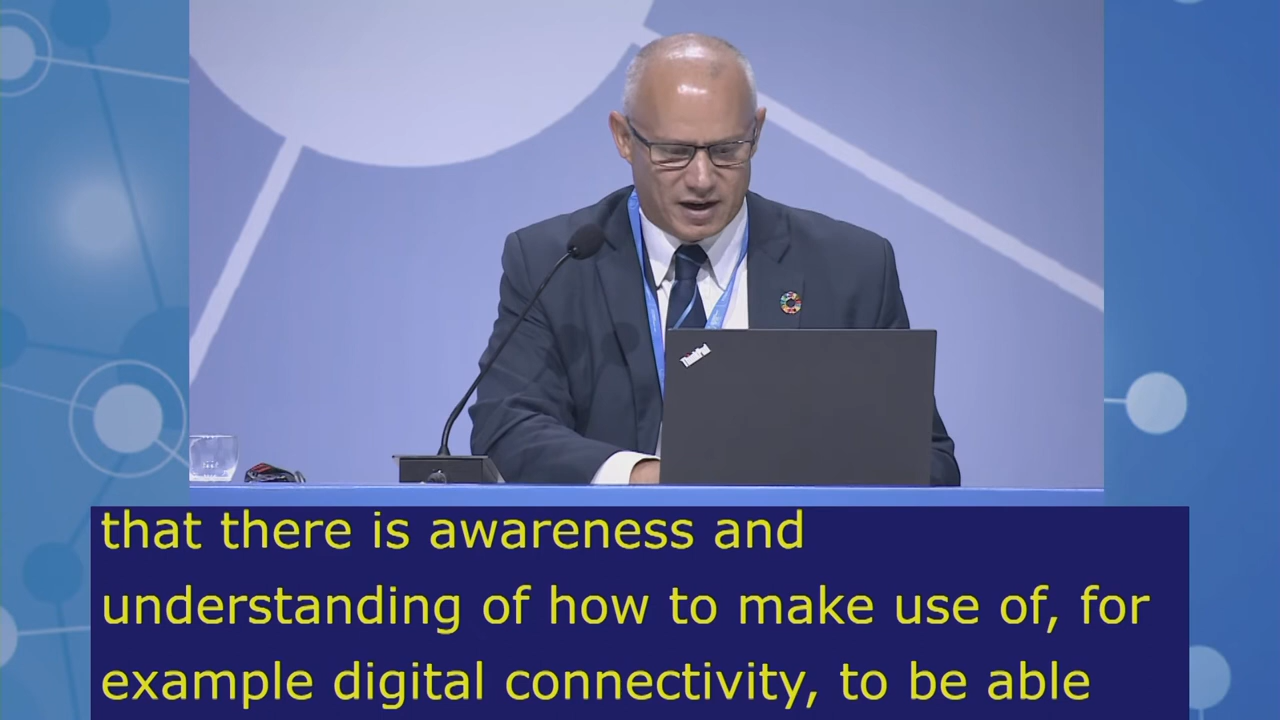 ThinkPad
that there is awareness and
understanding of how to make use of, for
example digital connectivity, to be able